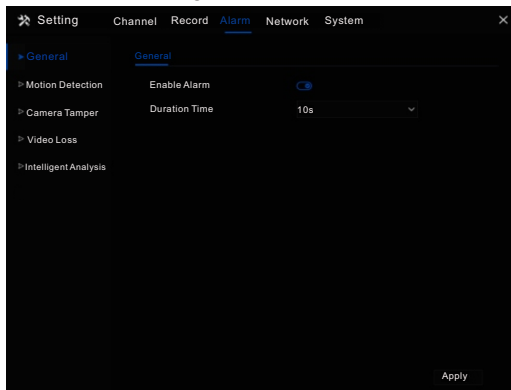 Setting Channel Record Alarm Network System
General
General
Motion Detection
Enable Alarm
Camera Tamper
Duration Time 10s
Video Loss
Intelligent Analysis
Apply